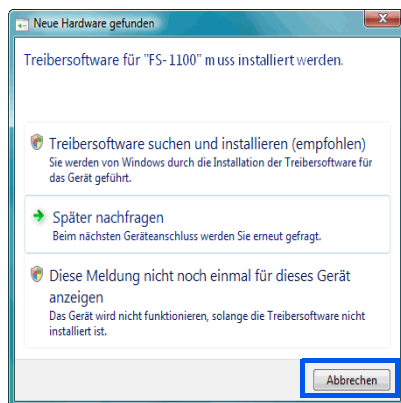 Neue Hardware gefunden
Treibersoftware für "FS-1100" muss installiert werden.
Treibersoftware suchen und installieren (empfohlen)
Sie werden von Windows durch die Installation der Treibersoftware für
das Gerät geführt.
Später nachfragen
Beim nächsten Geräteanschluss werden Sie erneut gefragt.
Diese Meldung nicht noch einmal für dieses Gerät
anzeigen
Das Gerät wird nicht funktionieren, solange die Treibersoftware nicht
installiert ist.
Abbrechen